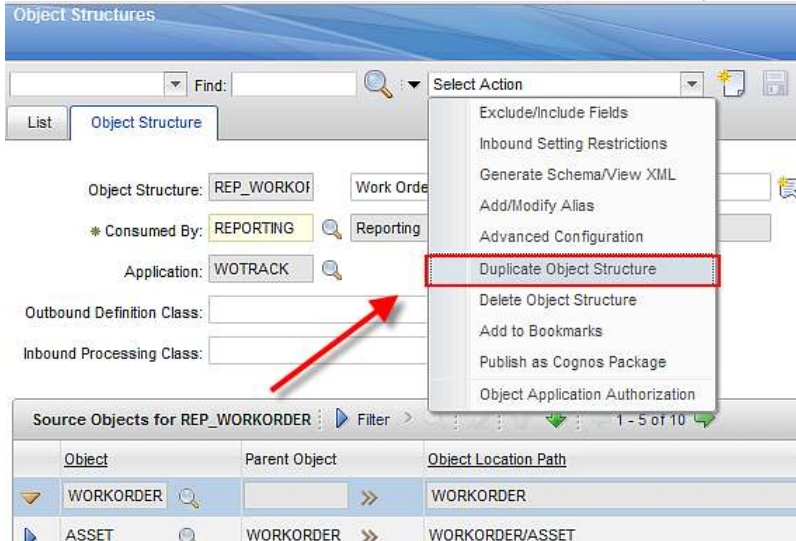 Object Structures
Find:
Select Action
List
Object Structure
Exclude/Include Fields
Inbound Setting Restrictions
Generate Schema/View XML
Add/Modify Alias
Advanced Configuration
Duplicate Object Structure
Delete Object Structure
Add to Bookmarks
Publish as Cognos Package
Object Application Authorization
Object Structure: REP_WORKO Work Orde
* Consumed By: REPORTING Reporting
Application: WOTRACK
Outbound Definition Class:
Inbound Processing Class:
Source Objects for REP_WORKORDER Filter 1 - 5 of 10
Object Parent Object Object Location Path
WORKORDER WORKORDER
ASSET WORKORDER WORKORDER/ASSET